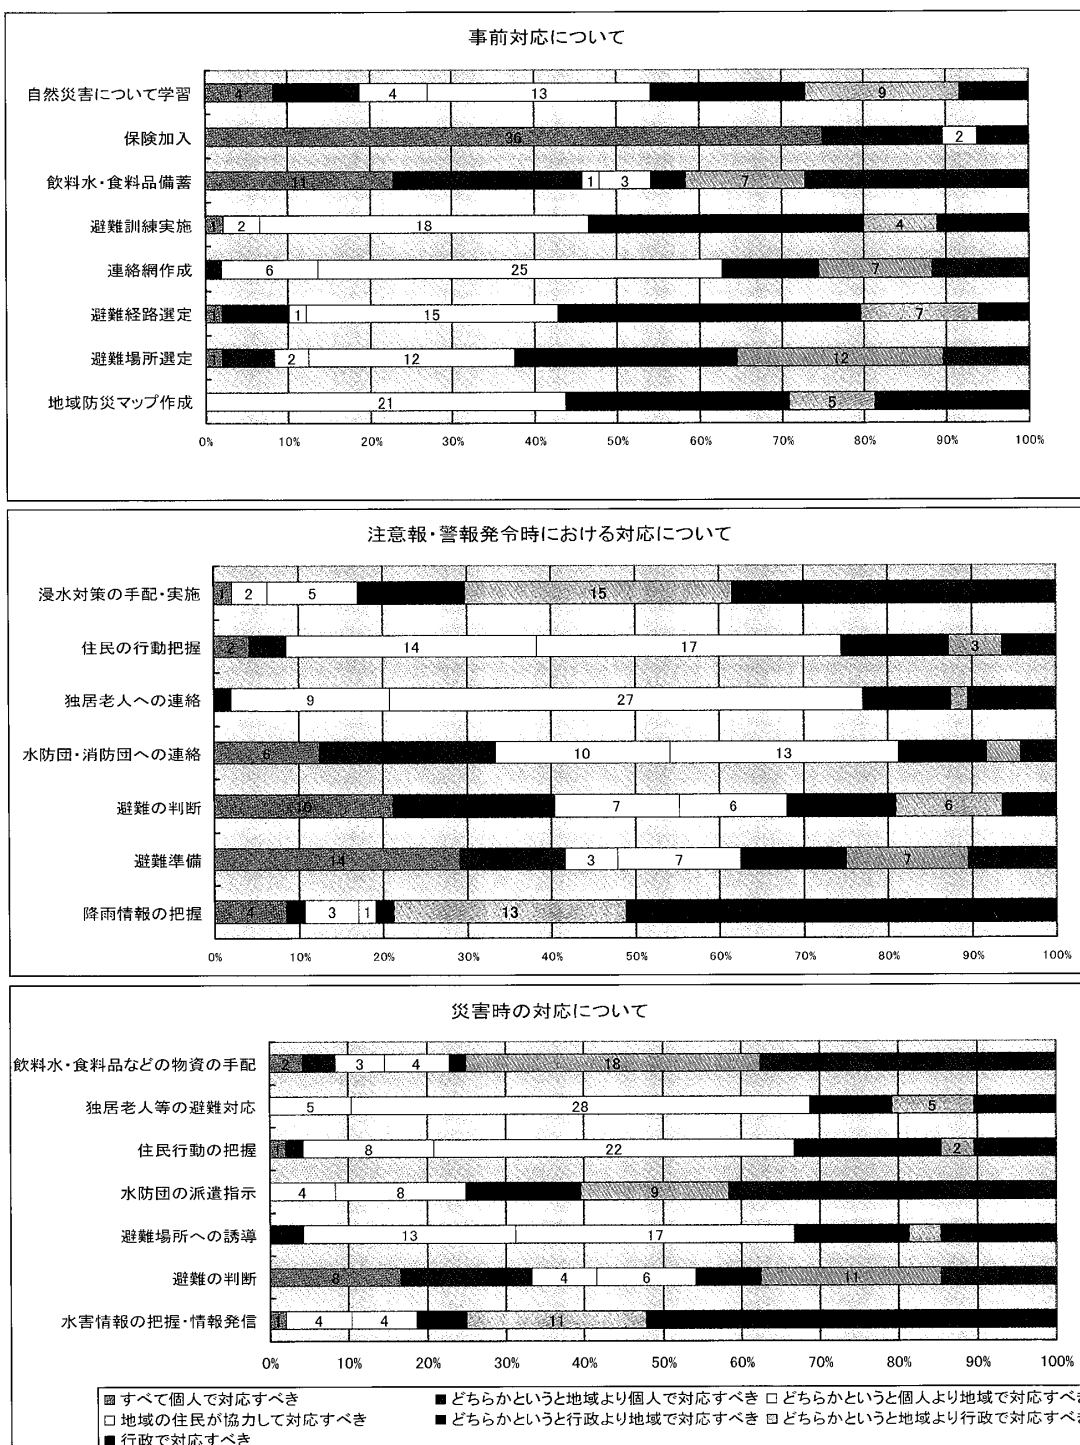 事前対応について
自然災害について学習 4 4 13 9
保険加入 36 2
飲料水・食料品備蓄 11 1 3 7
避難訓練実施 1 2 18 4
連絡網作成 6 25 7
避難経路選定 1 1 15 7
避難場所選定 1 2 12 12
地域防災マップ作成 21 5
0% 10% 20% 30% 40% 50% 60% 70% 80% 90% 100%
注意報・警報発令時における対応について
浸水対策の手配・実施 1 2 5 15
住民の行動把握 2 14 17 3
独居老人への連絡 9 27
水防団・消防団への連絡 6 10 13
避難の判断 10 7 6 6
避難準備 14 3 7 7
降雨情報の把握 4 3 1 13
0% 10% 20% 30% 40% 50% 60% 70% 80% 90% 100%
災害時の対応について
飲料水・食料品などの物資の手配 2 3 4 18
独居老人等の避難対応 5 28 5
住民行動の把握 1 8 22 2
水防団の派遣指示 4 8 9
避難場所への誘導 13 17
避難の判断 8 4 6 11
水害情報の把握・情報発信 1 4 4 11
0% 10% 20% 30% 40% 50% 60% 70% 80% 90% 100%
すべて個人で対応すべき どちらかというと地域より個人で対応すべき どちらかというと個人より地域で対応すべき
地域の住民が協力して対応すべき どちらかというと行政より地域で対応すべき どちらかというと地域より行政で対応すべき
行政で対応すべき